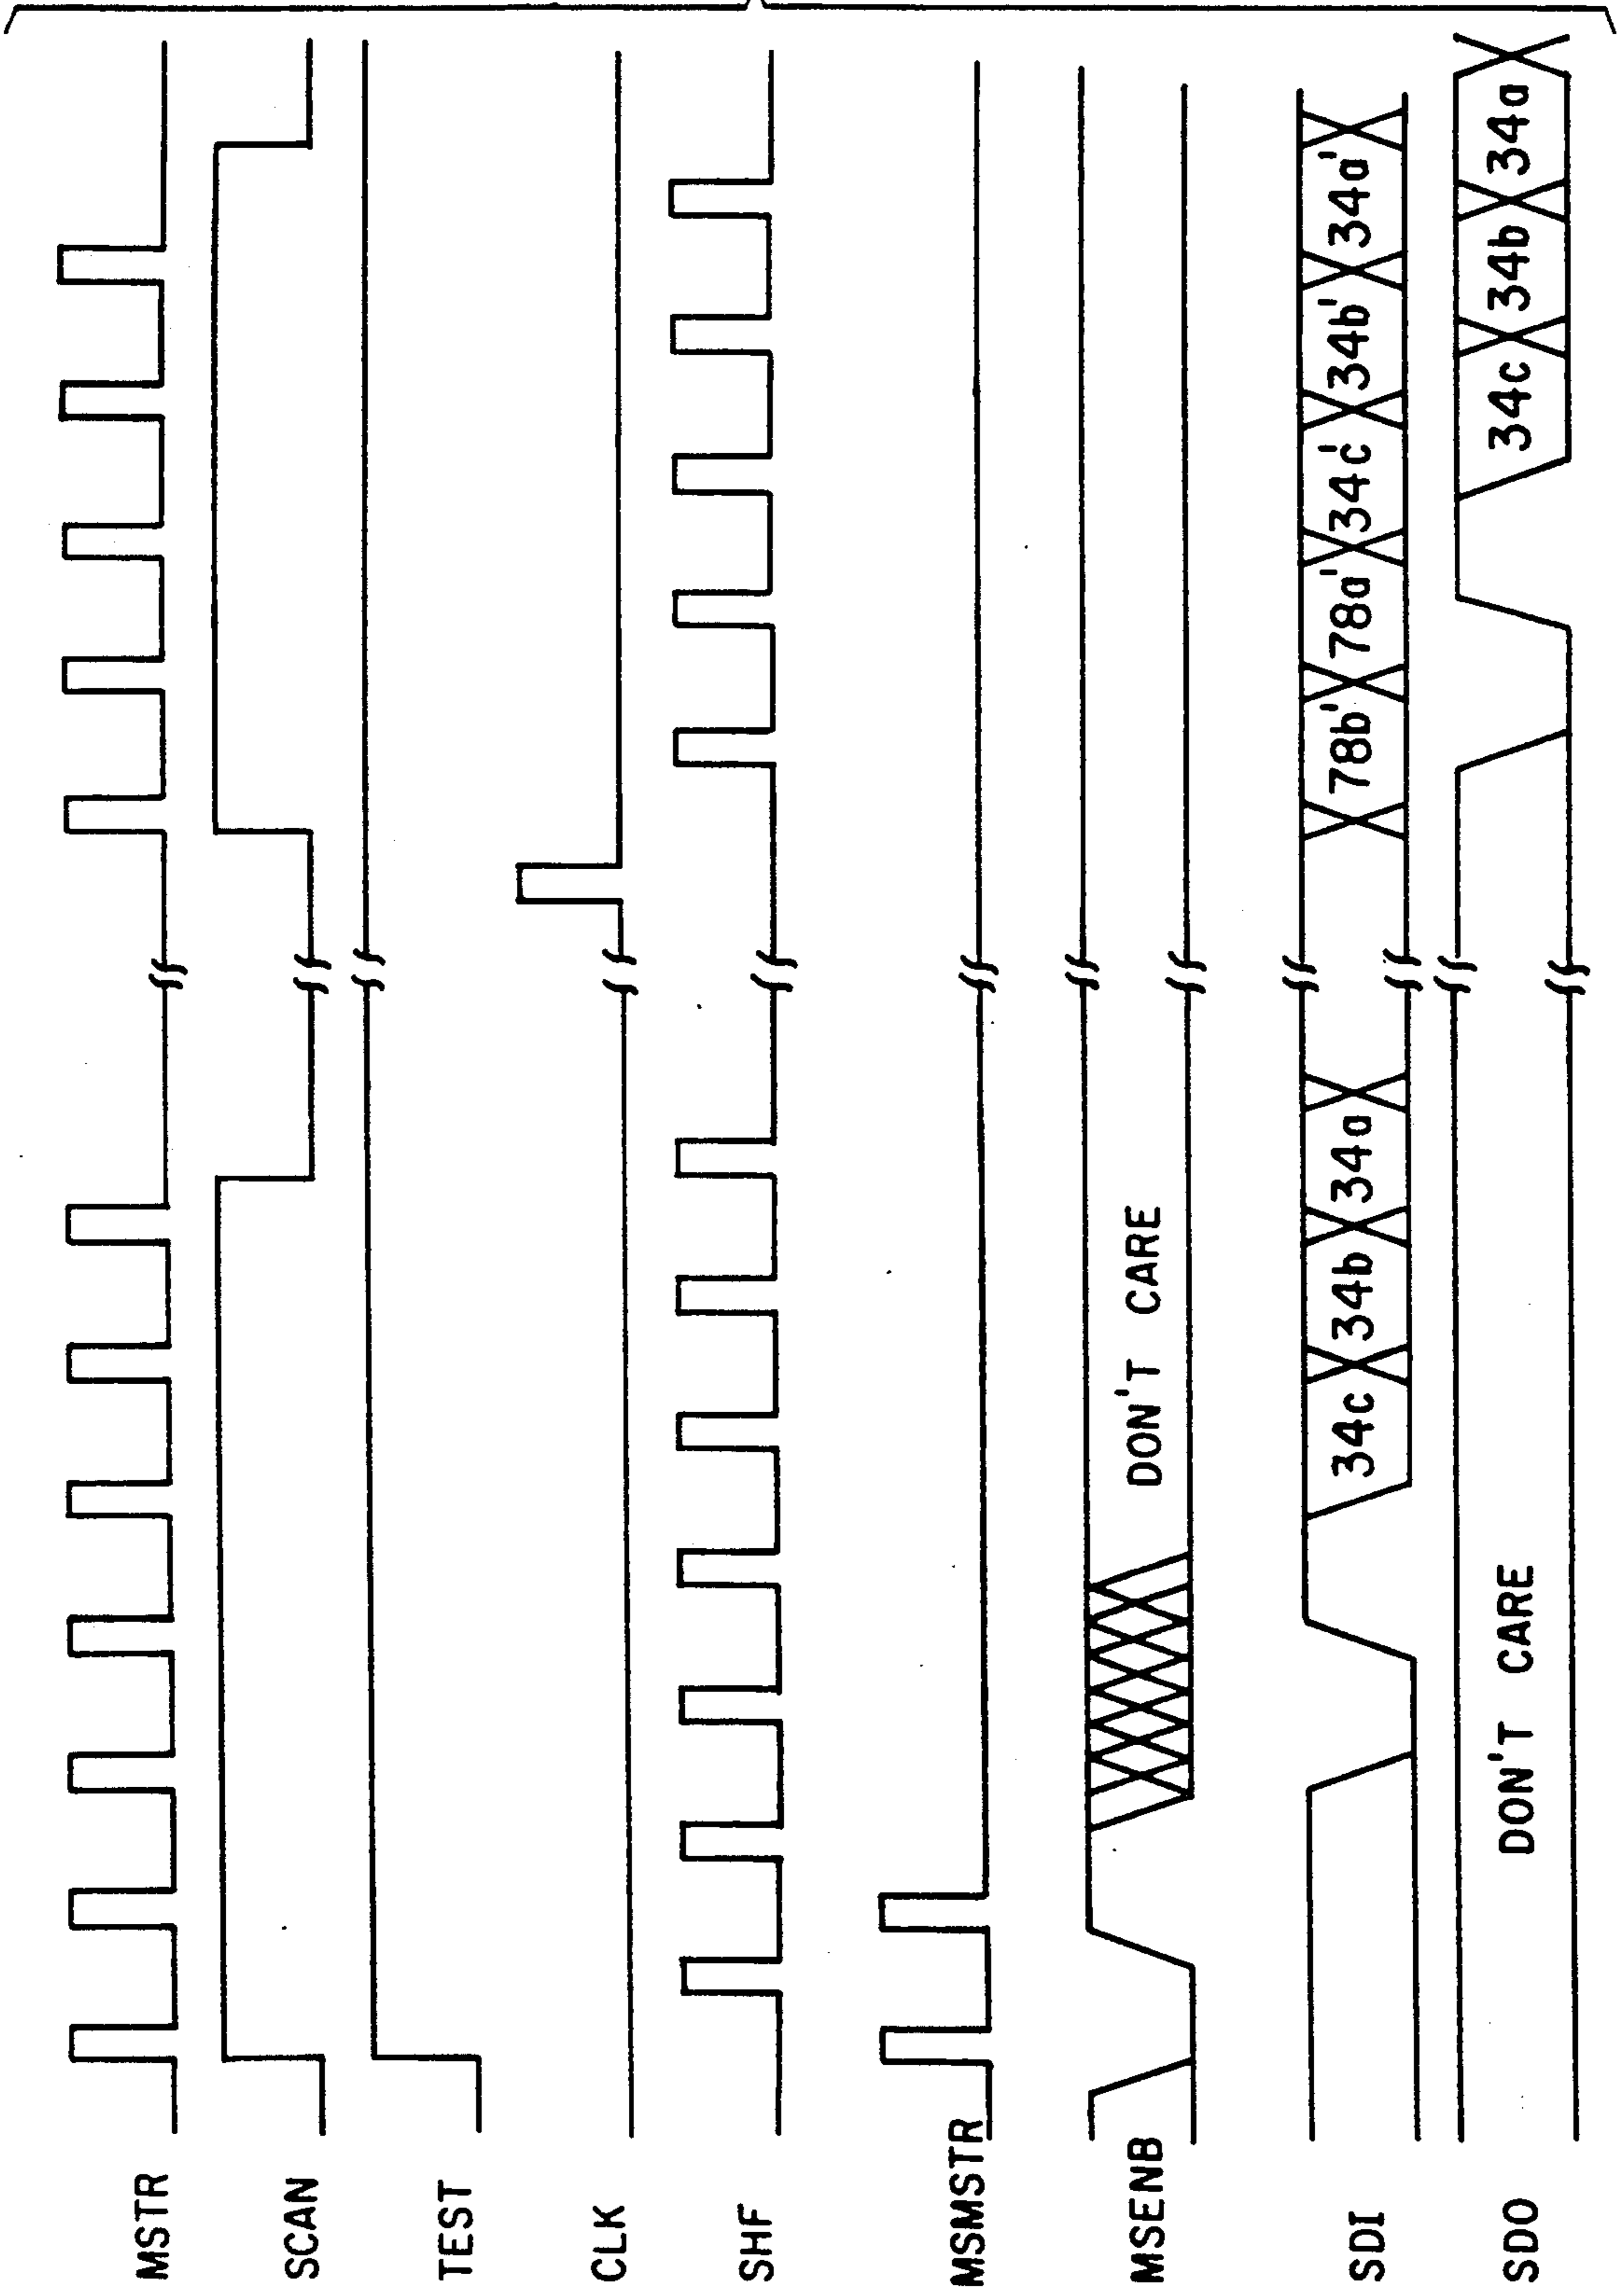 MSTR
SCAN
TEST
CLK
SHF
MSMSTR
MSENB DON'T CARE
SDI 34c 34b 34a 78b' 78a' 34c' 34b' 34a'
SDO DON'T CARE 34c 34b 34a